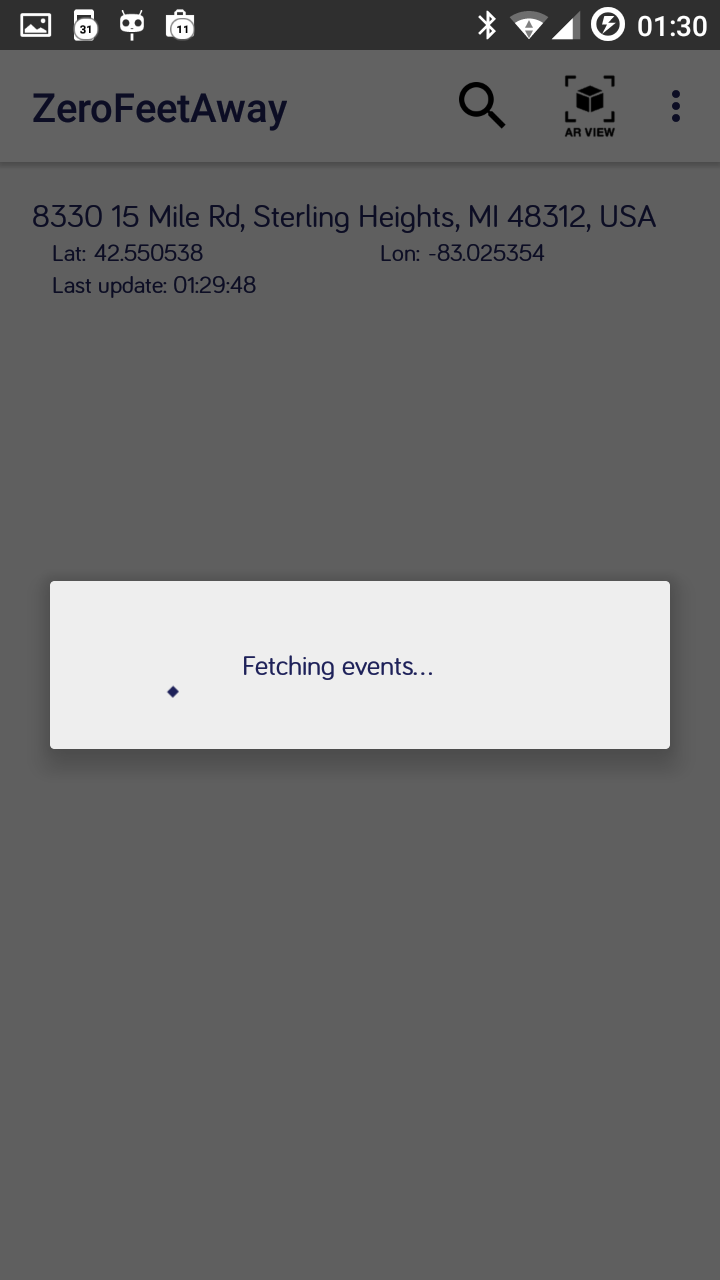 31
11
01:30
ZeroFeetAway
AR VIEW
8330 15 Mile Rd, Sterling Heights, MI 48312, USA
Lat: 42.550538 Lon: -83.025354
Last update: 01:29:48
Fetching events...